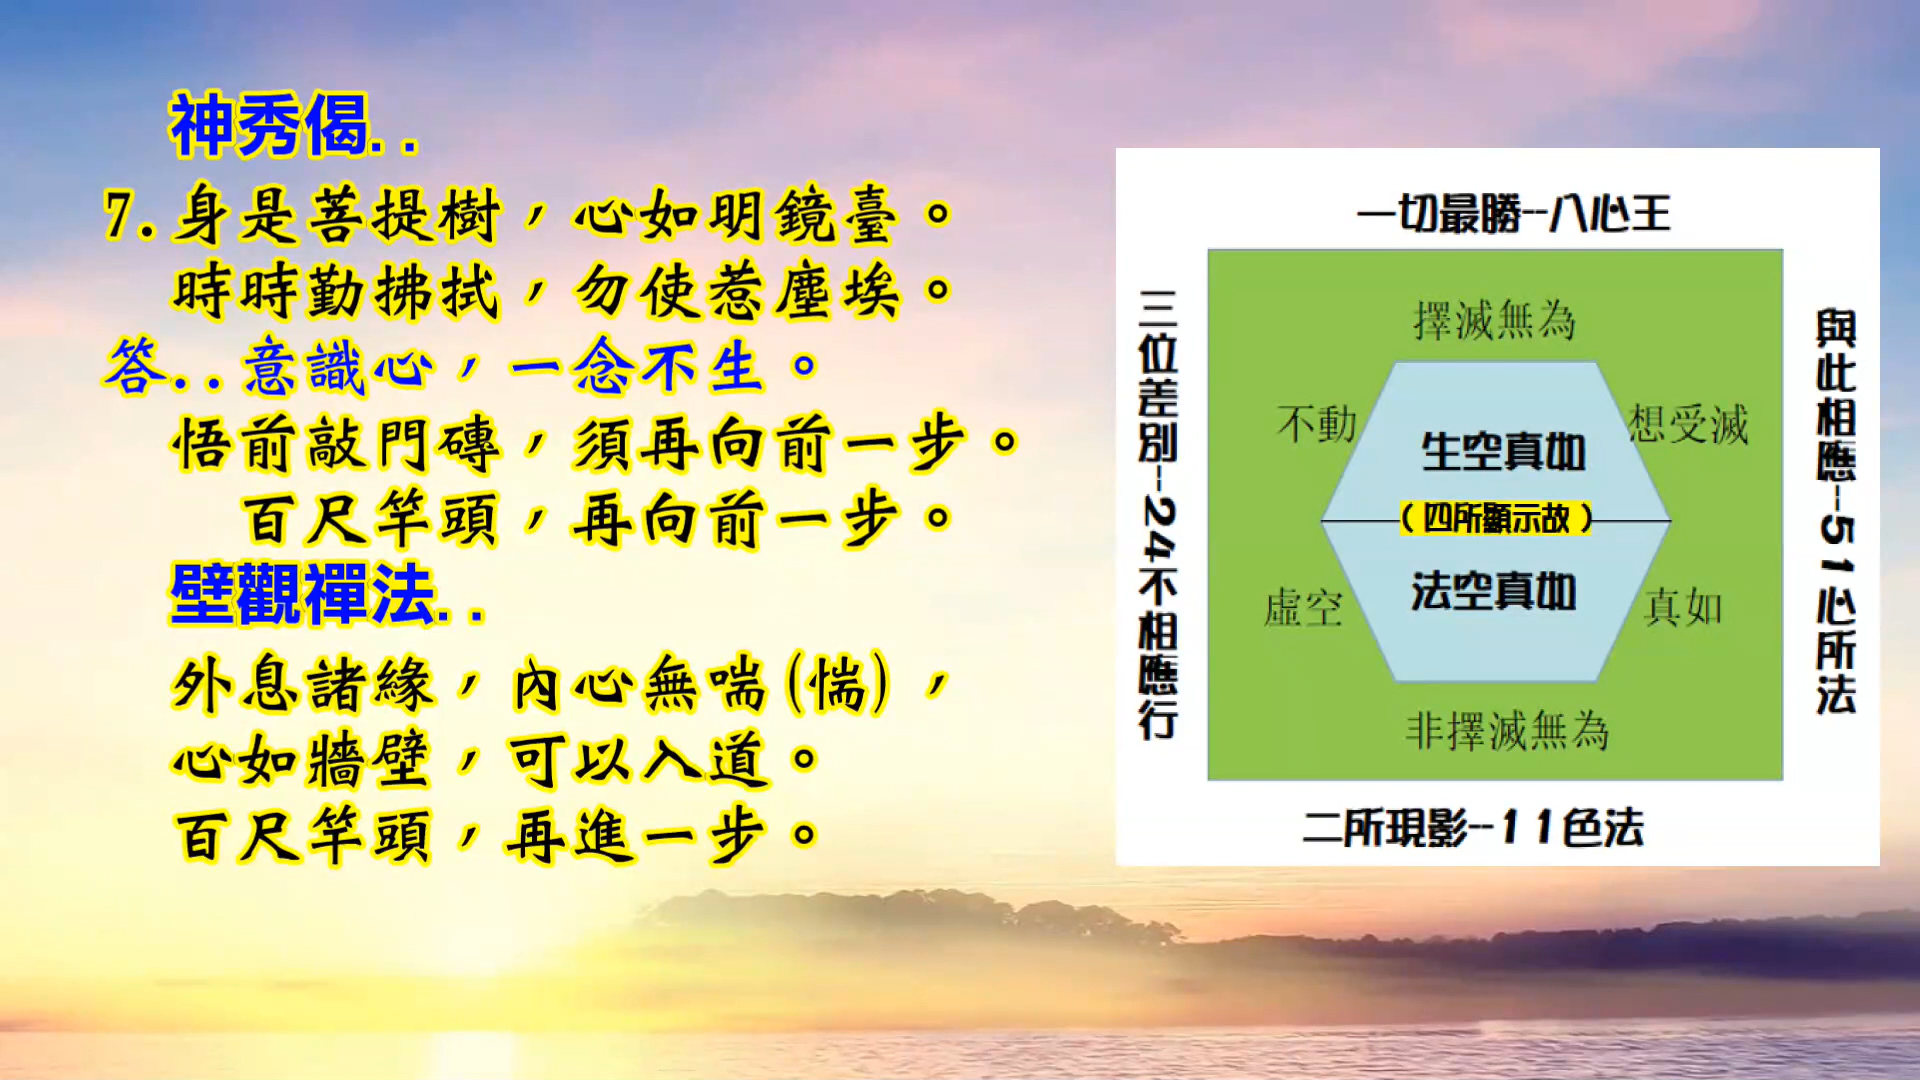 神秀偈..
7.身是菩提樹，心如明鏡臺。
時時勤拂拭，勿使惹塵埃。
答..意識心，一念不生。
悟前敲門磚，須再向前一步。
百尺竿頭，再向前一步。
壁觀禪法..
外息諸緣，內心無喘(惴)，
心如牆壁，可以入道。
百尺竿頭，再進一步。
一切最勝--八心王
三位差別--24不相應行
與此相應--51心所法
擇滅無為
不動
想受滅
生空真如
(四所顯示故)
法空真如
虛空
真如
非擇滅無為
二所現影--11色法